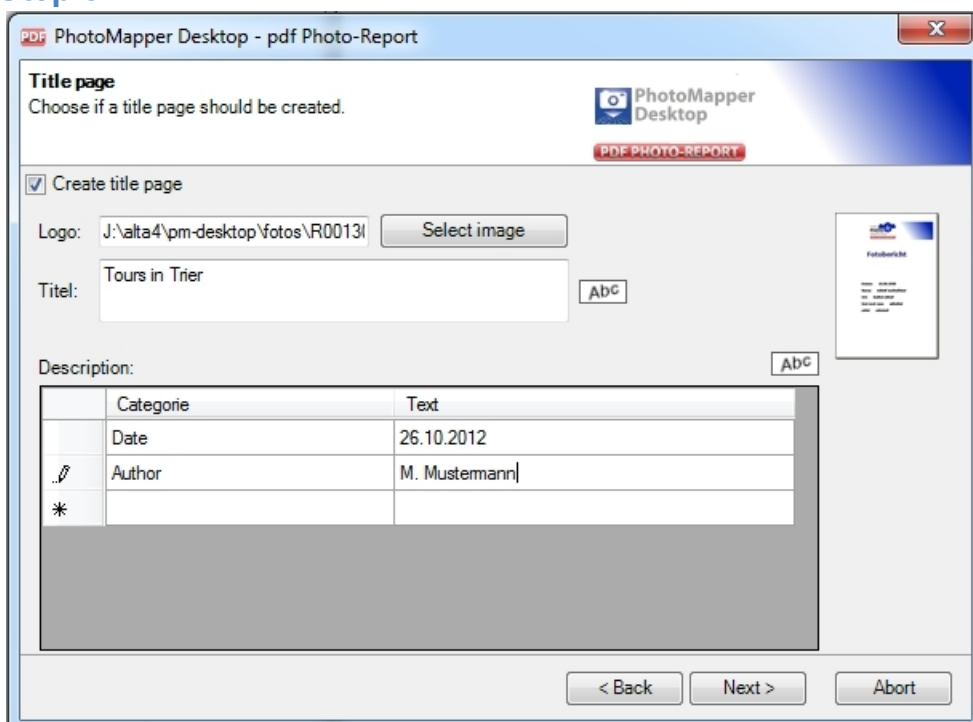 PDF PhotoMapper Desktop - pdf Photo-Report
Title page
Choose if a title page should be created.
PhotoMapper
Desktop
PDF PHOTO-REPORT
Create title page
Logo: J:\alta4\pm-desktop\fotos\R00130 Select image
Titel: Tours in Trier
Abc
Fotobericht
Description:
Abc
Categorie Text
Date 26.10.2012
Author M. Mustermann
< Back Next > Abort